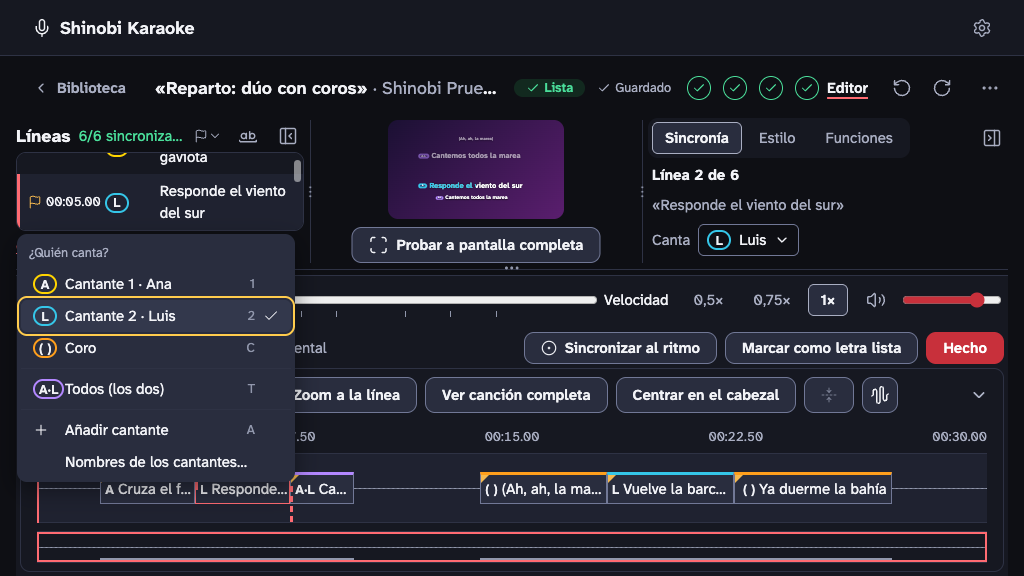 Shinobi Karaoke
Biblioteca
«Reparto: dúo con coros» · Shinobi Prue...
Lista
Guardado
Editor
Líneas 6/6 sincroniza...
ab
gaviota
00:05.00 L Responde el viento
del sur
(Ah, ah, la marea)
Cantemos todos la marea
Responde el viento del sur
Cantemos todos la marea
Probar a pantalla completa
Sincronía
Estilo
Funciones
Línea 2 de 6
«Responde el viento del sur»
Canta
L Luis
¿Quién canta?
A Cantante 1 · Ana 1
L Cantante 2 · Luis 2
( ) Coro C
A·L Todos (los dos) T
Añadir cantante A
Nombres de los cantantes...
Velocidad 0,5× 0,75× 1×
ental
Sincronizar al ritmo
Marcar como letra lista
Hecho
Zoom a la línea
Ver canción completa
Centrar en el cabezal
.50 00:15.00 00:22.50 00:30.00
A Cruza el f...
L Responde...
A·L Ca...
( ) (Ah, ah, la ma...
L Vuelve la barc...
( ) Ya duerme la bahía